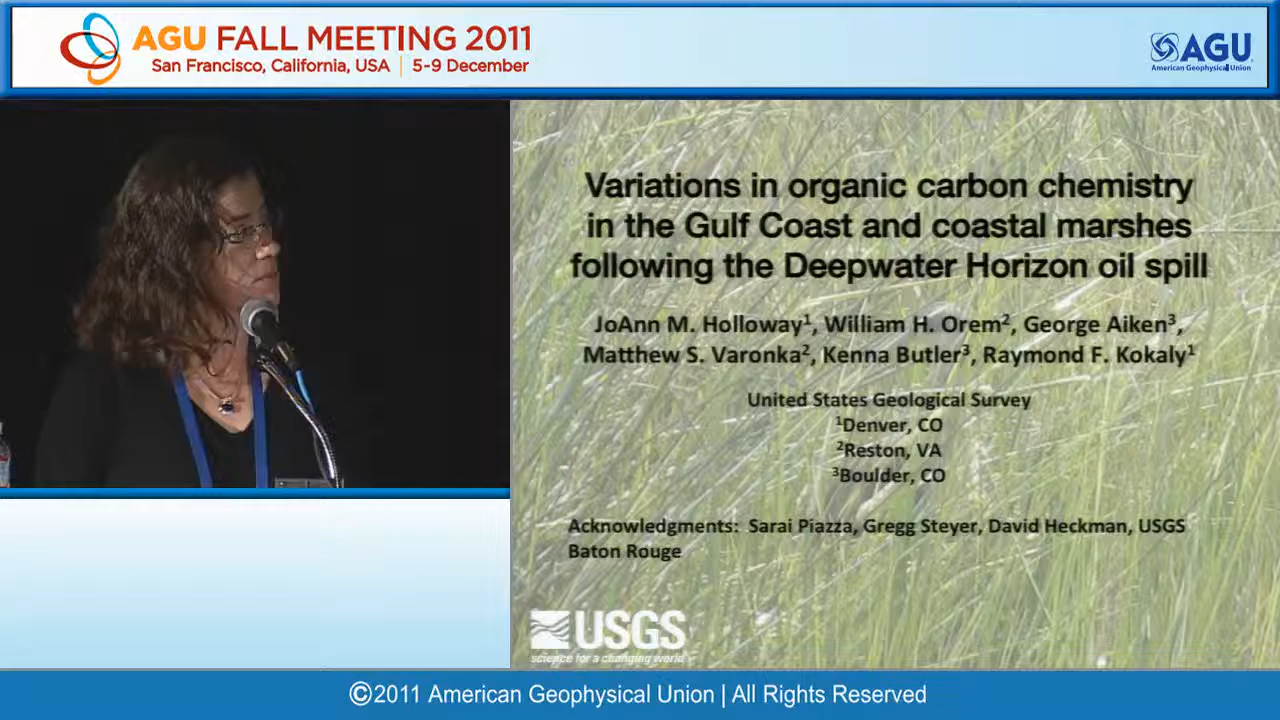 AGU FALL MEETING 2011
San Francisco, California, USA | 5-9 December
AGU
American Geophysical Union
Variations in organic carbon chemistry
in the Gulf Coast and coastal marshes
following the Deepwater Horizon oil spill
JoAnn M. Holloway¹, William H. Orem², George Aiken³,
Matthew S. Varonka², Kenna Butler³, Raymond F. Kokaly¹
United States Geological Survey
¹Denver, CO
²Reston, VA
³Boulder, CO
Acknowledgments: Sarai Piazza, Gregg Steyer, David Heckman, USGS
Baton Rouge
USGS
science for a changing world
©2011 American Geophysical Union | All Rights Reserved